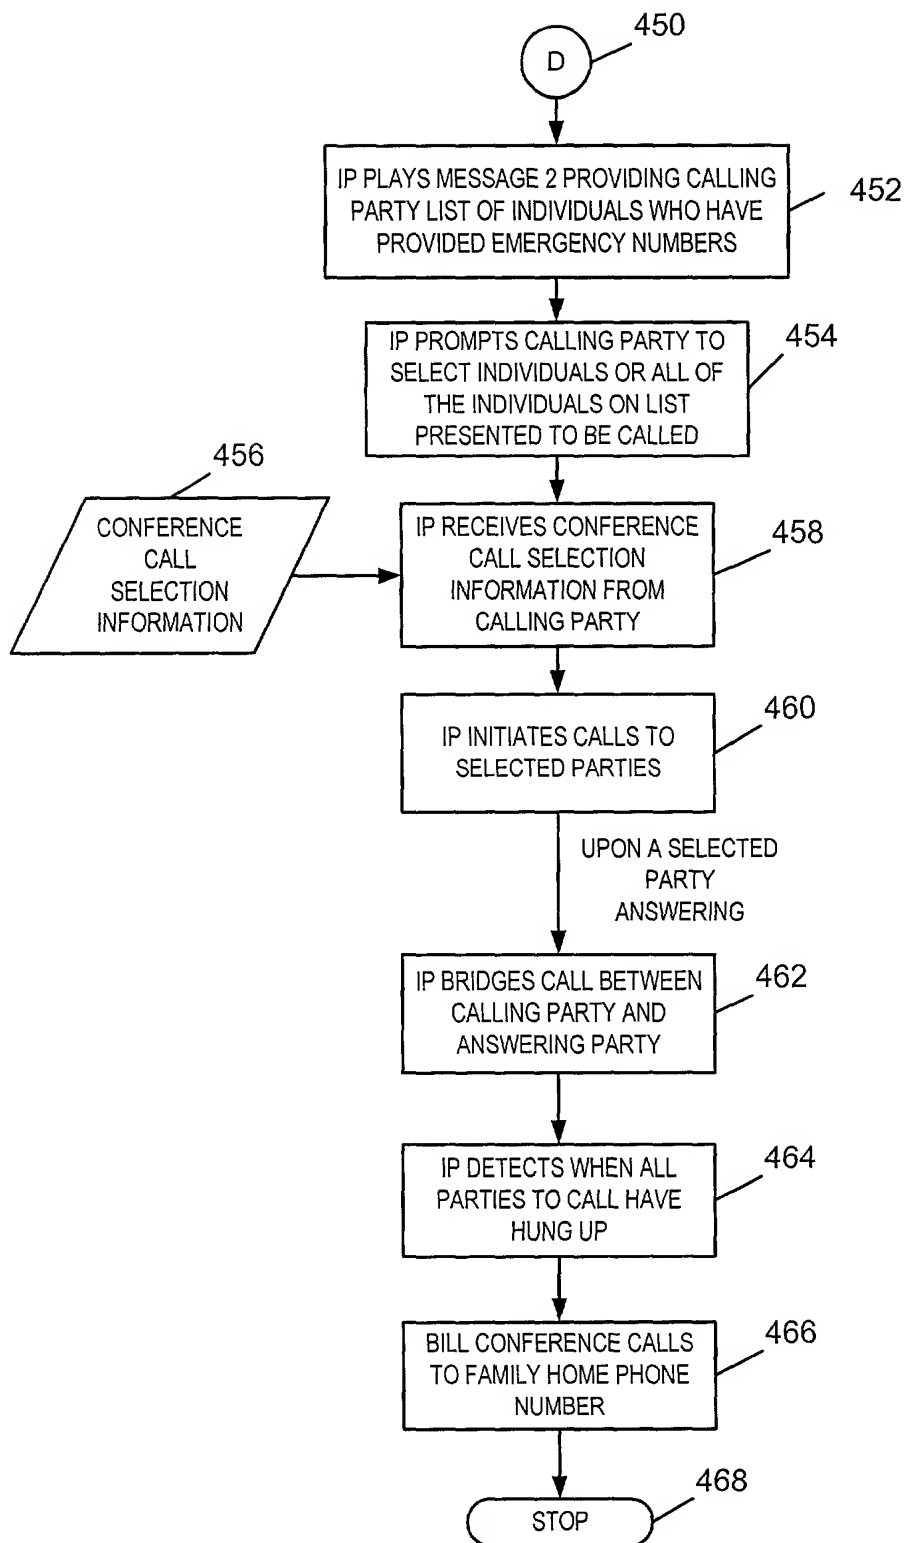 450
D
IP PLAYS MESSAGE 2 PROVIDING CALLING
PARTY LIST OF INDIVIDUALS WHO HAVE
PROVIDED EMERGENCY NUMBERS
452
IP PROMPTS CALLING PARTY TO
SELECT INDIVIDUALS OR ALL OF
THE INDIVIDUALS ON LIST
PRESENTED TO BE CALLED
454
456
CONFERENCE
CALL
SELECTION
INFORMATION
IP RECEIVES CONFERENCE
CALL SELECTION
INFORMATION FROM
CALLING PARTY
458
IP INITIATES CALLS TO
SELECTED PARTIES
460
UPON A SELECTED
PARTY
ANSWERING
IP BRIDGES CALL BETWEEN
CALLING PARTY AND
ANSWERING PARTY
462
IP DETECTS WHEN ALL
PARTIES TO CALL HAVE
HUNG UP
464
BILL CONFERENCE CALLS
TO FAMILY HOME PHONE
NUMBER
466
STOP
468